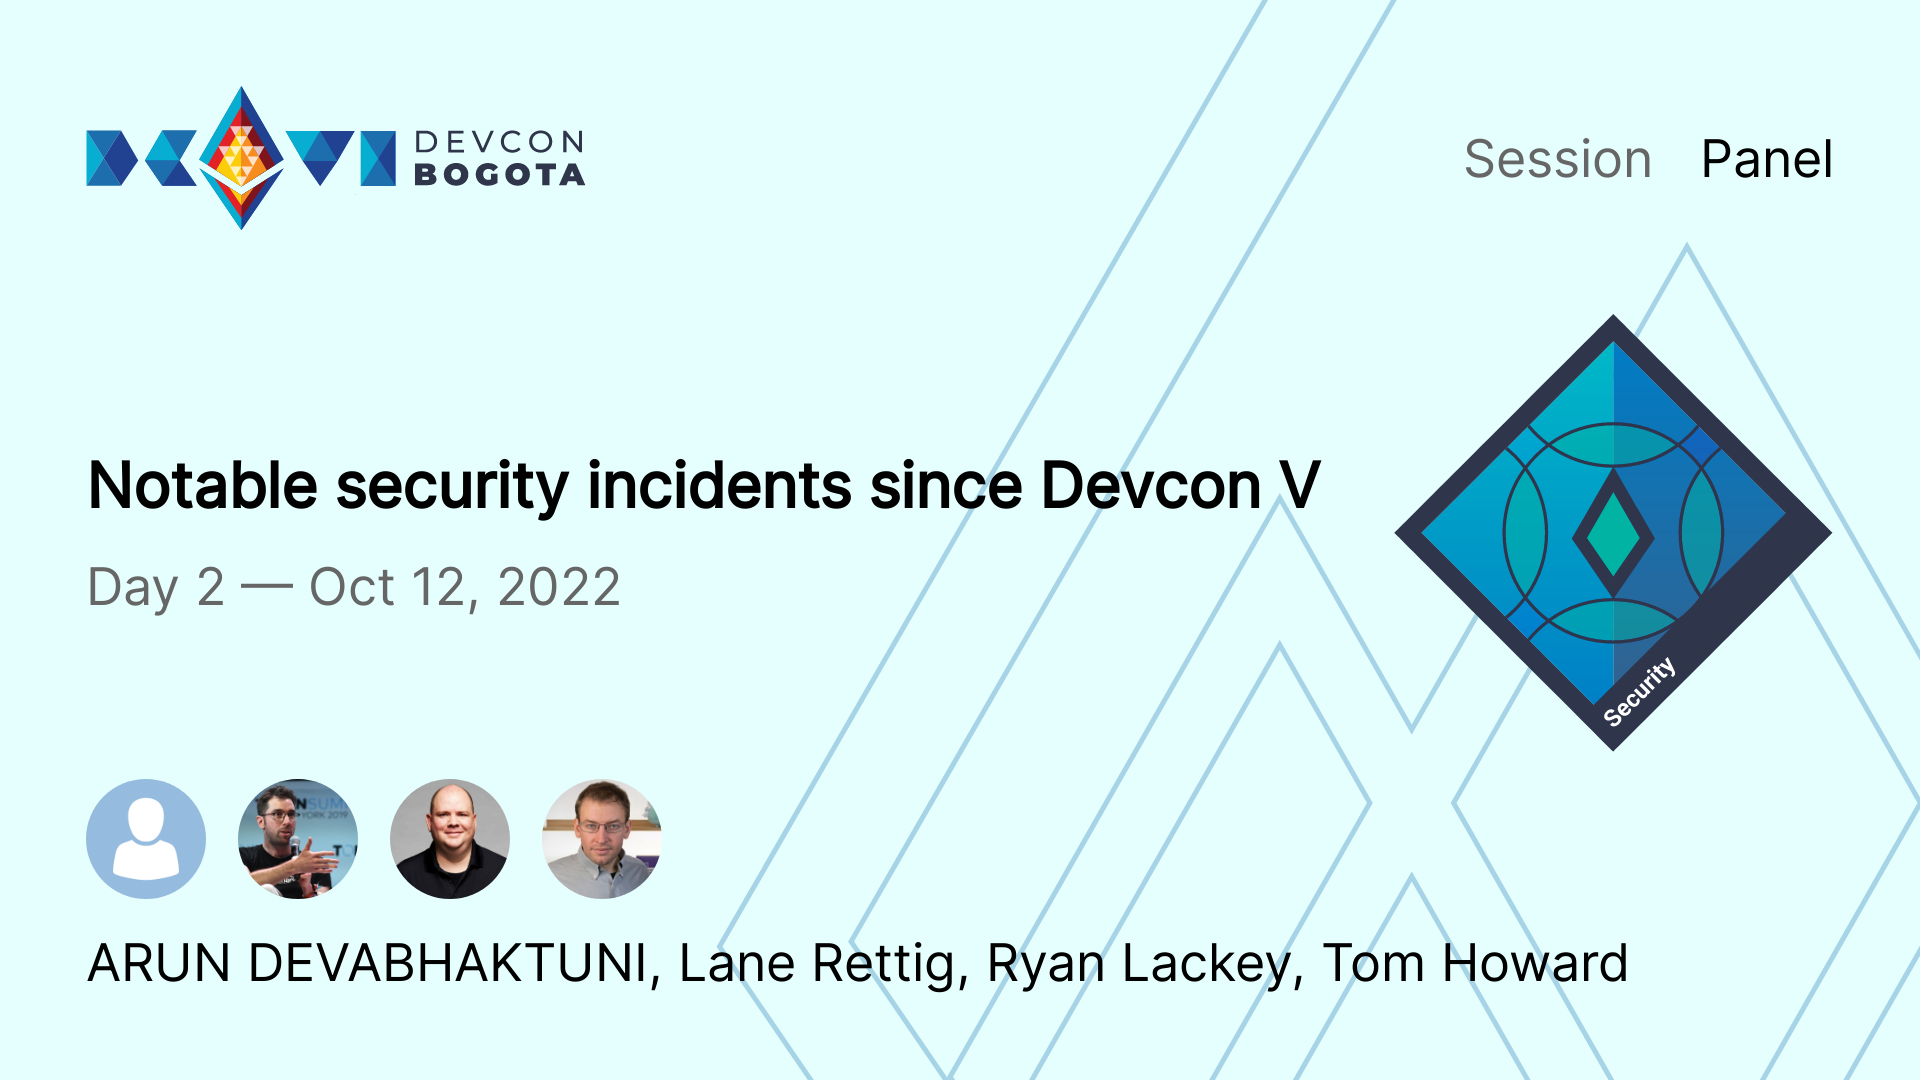 DEVCON
BOGOTA
Session Panel
Notable security incidents since Devcon V
Day 2 — Oct 12, 2022
Security
ARUN DEVABHAKTUNI, Lane Rettig, Ryan Lackey, Tom Howard